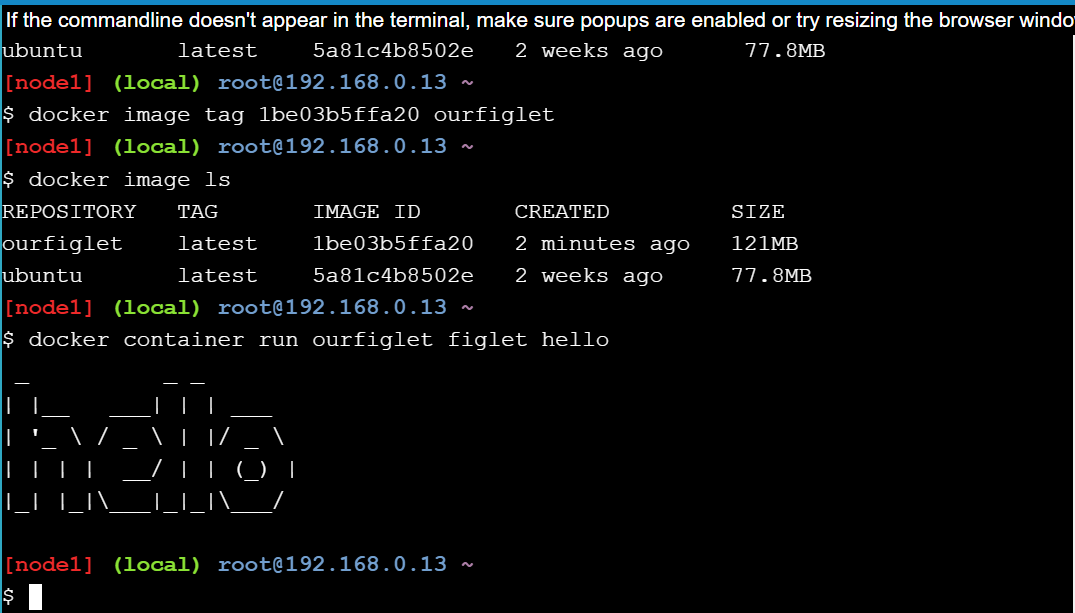 If the commandline doesn't appear in the terminal, make sure popups are enabled or try resizing the browser windo
ubuntu       latest    5a81c4b8502e   2 weeks ago      77.8MB
[node1] (local) root@192.168.0.13 ~
$ docker image tag 1be03b5ffa20 ourfiglet
[node1] (local) root@192.168.0.13 ~
$ docker image ls
REPOSITORY   TAG       IMAGE ID       CREATED         SIZE
ourfiglet    latest    1be03b5ffa20   2 minutes ago   121MB
ubuntu       latest    5a81c4b8502e   2 weeks ago     77.8MB
[node1] (local) root@192.168.0.13 ~
$ docker container run ourfiglet figlet hello
 _          _ _
| |__   ___| | | ___
| '_ \ / _ \ | |/ _ \
| | | |  __/ | | (_) |
|_| |_|\___|_|_|\___/
[node1] (local) root@192.168.0.13 ~
$